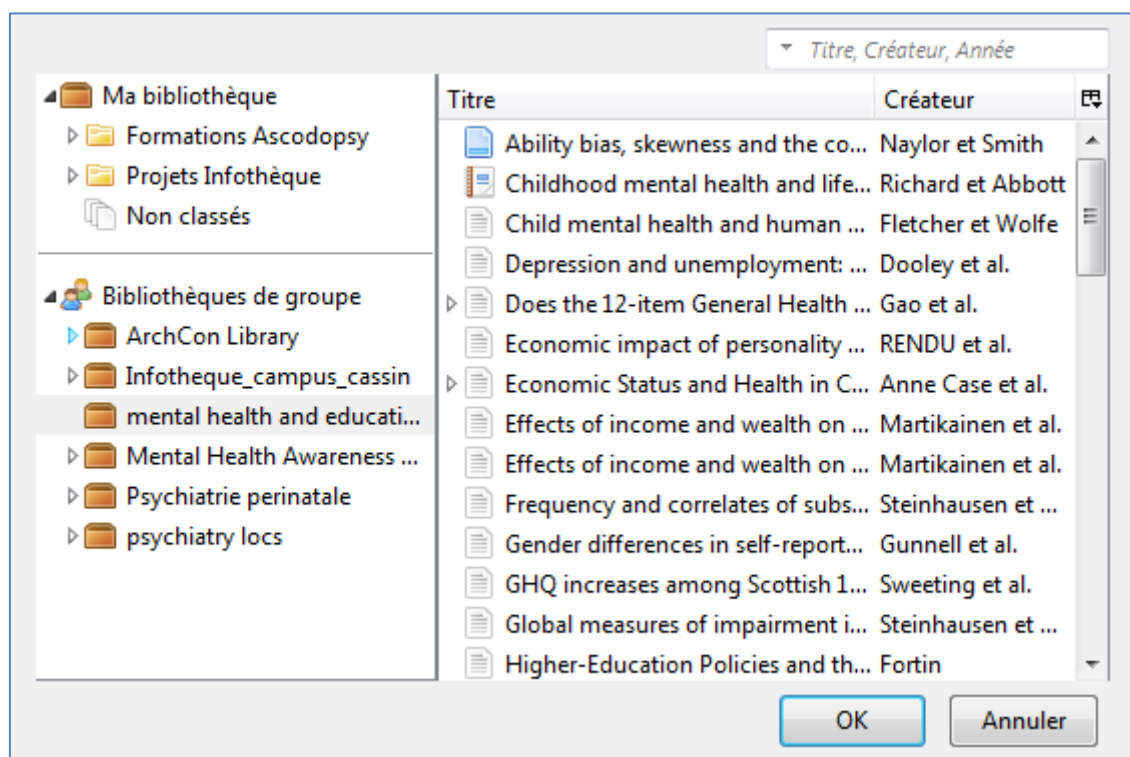 Titre, Créateur, Année
Ma bibliothèque
Formations Ascodopsy
Projets Infothèque
Non classés
Bibliothèques de groupe
ArchCon Library
Infotheque_campus_cassin
mental health and educati...
Mental Health Awareness ...
Psychiatrie perinatale
psychiatry locs
Titre Créateur
Ability bias, skewness and the co... Naylor et Smith
Childhood mental health and life... Richard et Abbott
Child mental health and human ... Fletcher et Wolfe
Depression and unemployment: ... Dooley et al.
Does the 12-item General Health ... Gao et al.
Economic impact of personality ... RENDU et al.
Economic Status and Health in C... Anne Case et al.
Effects of income and wealth on ... Martikainen et al.
Effects of income and wealth on ... Martikainen et al.
Frequency and correlates of subs... Steinhausen et ...
Gender differences in self-report... Gunnell et al.
GHQ increases among Scottish 1... Sweeting et al.
Global measures of impairment i... Steinhausen et ...
Higher-Education Policies and th... Fortin
OK Annuler